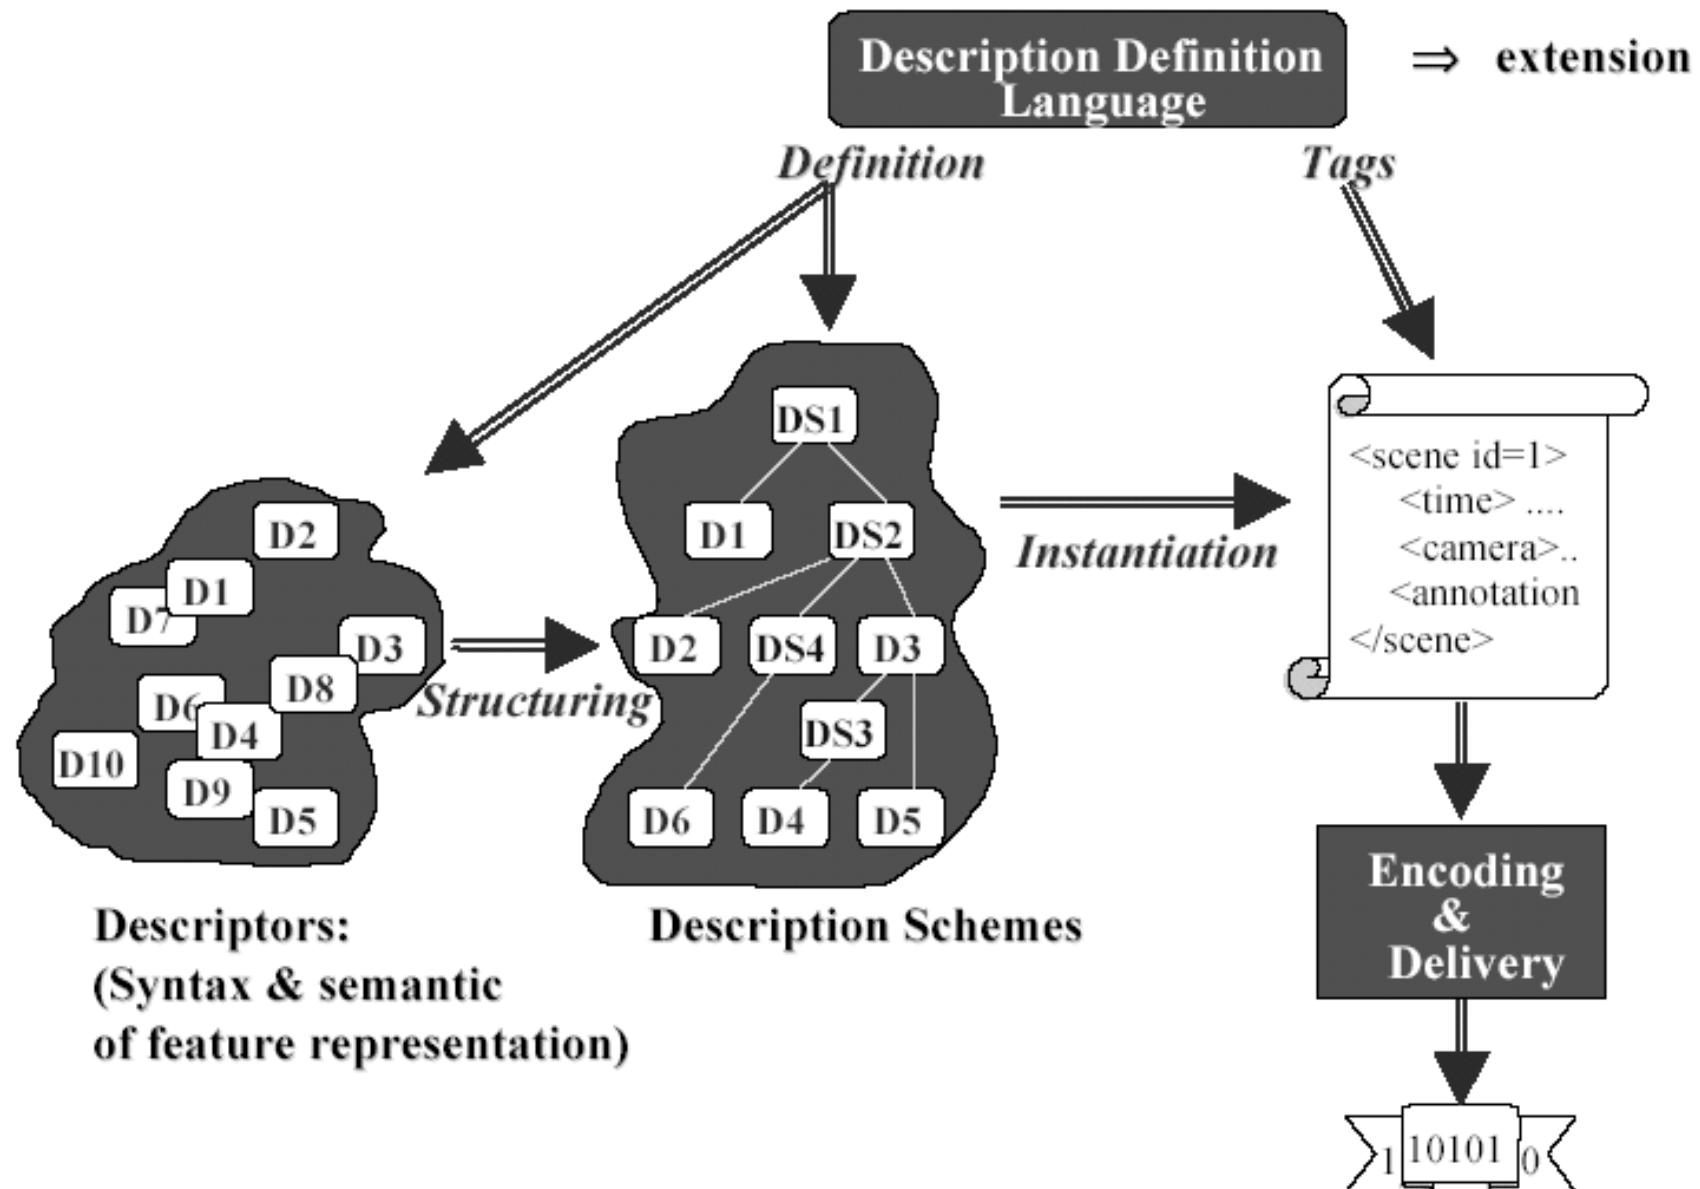 Description Definition
Language
⇒ extension
Definition
Tags
DS1
D1
DS2
D2
DS4
D3
DS3
D6
D4
D5
D2
D1
D7
D3
D8
D6
D4
D10
D9
D5
Structuring
Instantiation
<scene id=1>
<time> ....
<camera>..
<annotation
</scene>
Descriptors:
(Syntax & semantic
of feature representation)
Description Schemes
Encoding
&
Delivery
1 10101 0